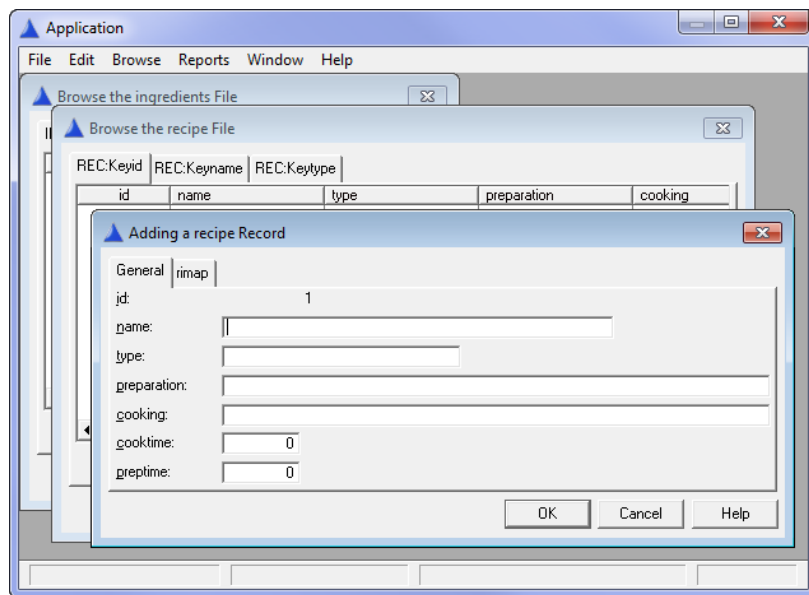 Application
File Edit Browse Reports Window Help
Browse the ingredients File
Browse the recipe File
REC:Keyid REC:Keyname REC:Keytype
id name type preparation cooking
Adding a recipe Record
General rimap
id: 1
name:
type:
preparation:
cooking:
cooktime: 0
preptime: 0
OK Cancel Help